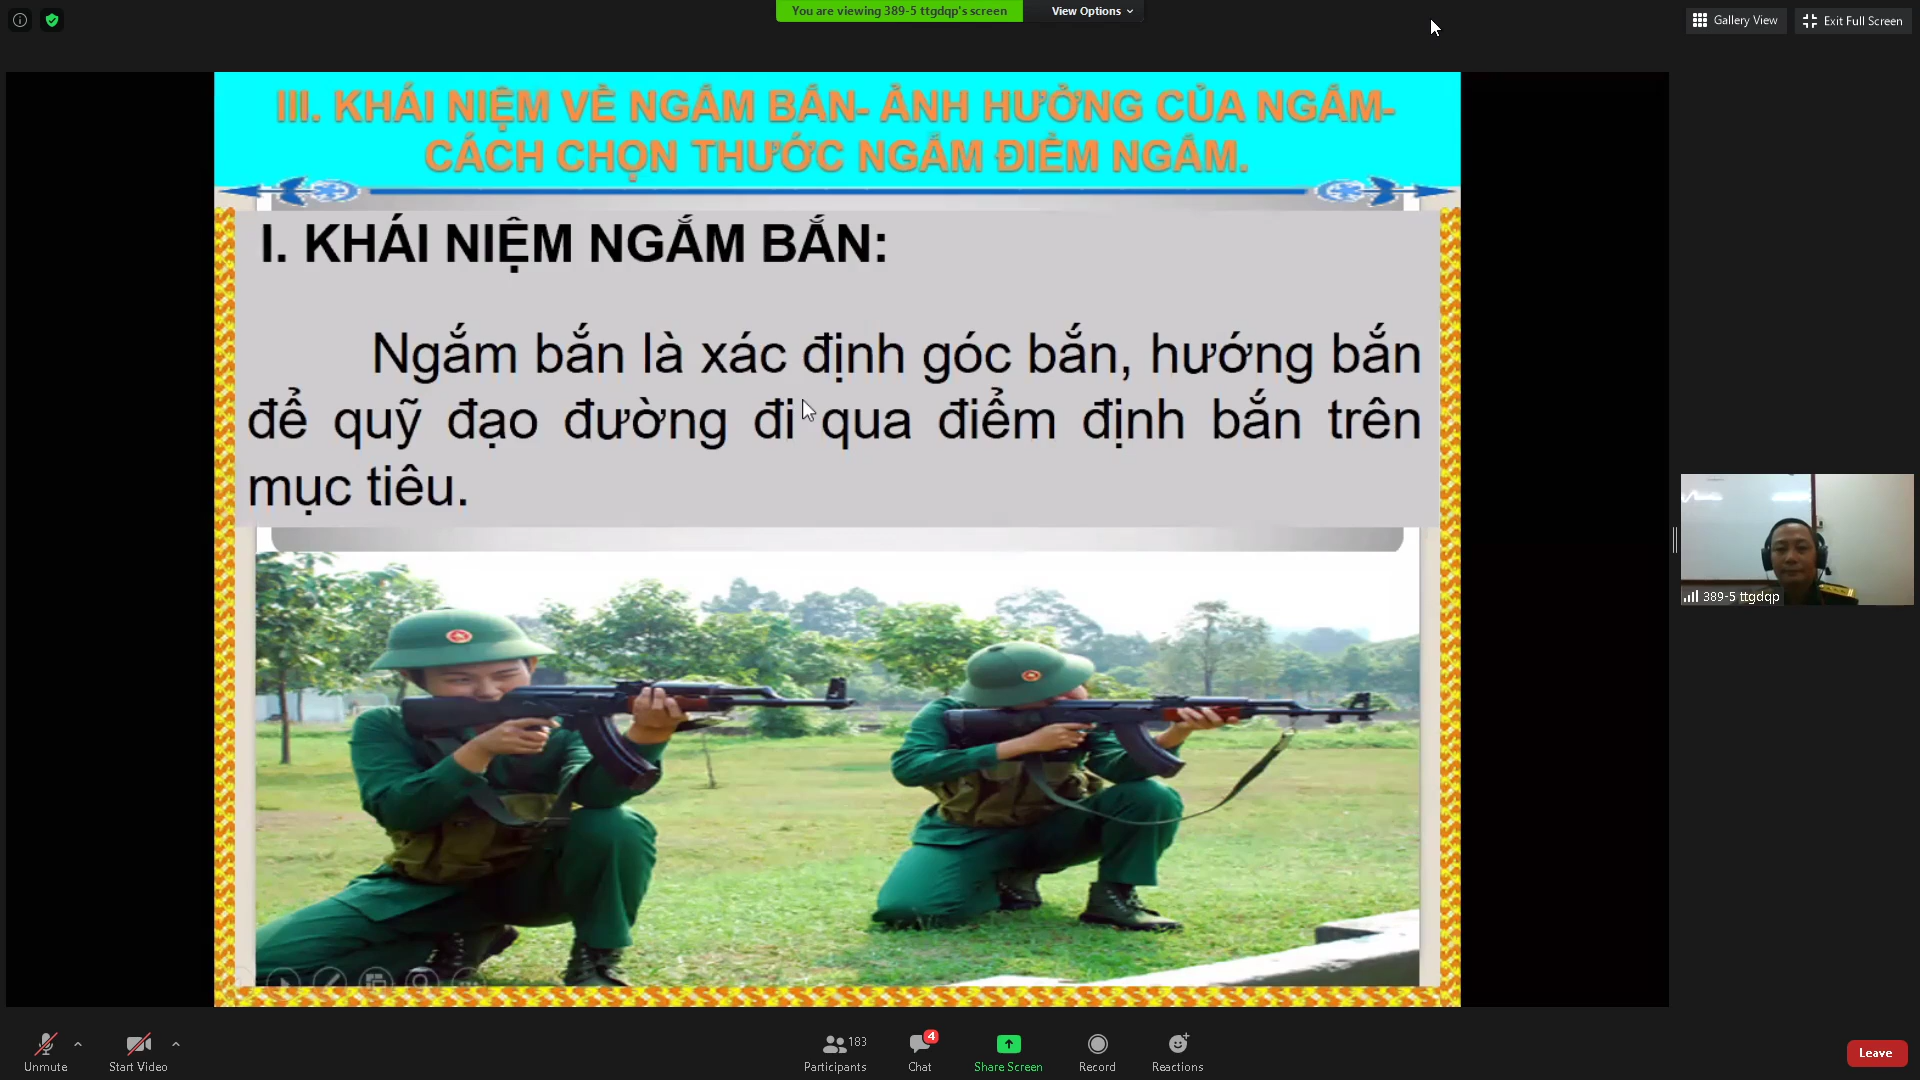 You are viewing 389-5 ttgdqp's screen
View Options
Gallery View
Exit Full Screen
III. KHÁI NIỆM VỀ NGẮM BẮN- ẢNH HƯỞNG CỦA NGẮM-
CÁCH CHỌN THƯỚC NGẮM ĐIỂM NGẮM.
I. KHÁI NIỆM NGẮM BẮN:
Ngắm bắn là xác định góc bắn, hướng bắn
để quỹ đạo đường đi qua điểm định bắn trên
mục tiêu.
389-5 ttgdqp
Unmute
Start Video
183
Participants
4
Chat
Share Screen
Record
Reactions
Leave